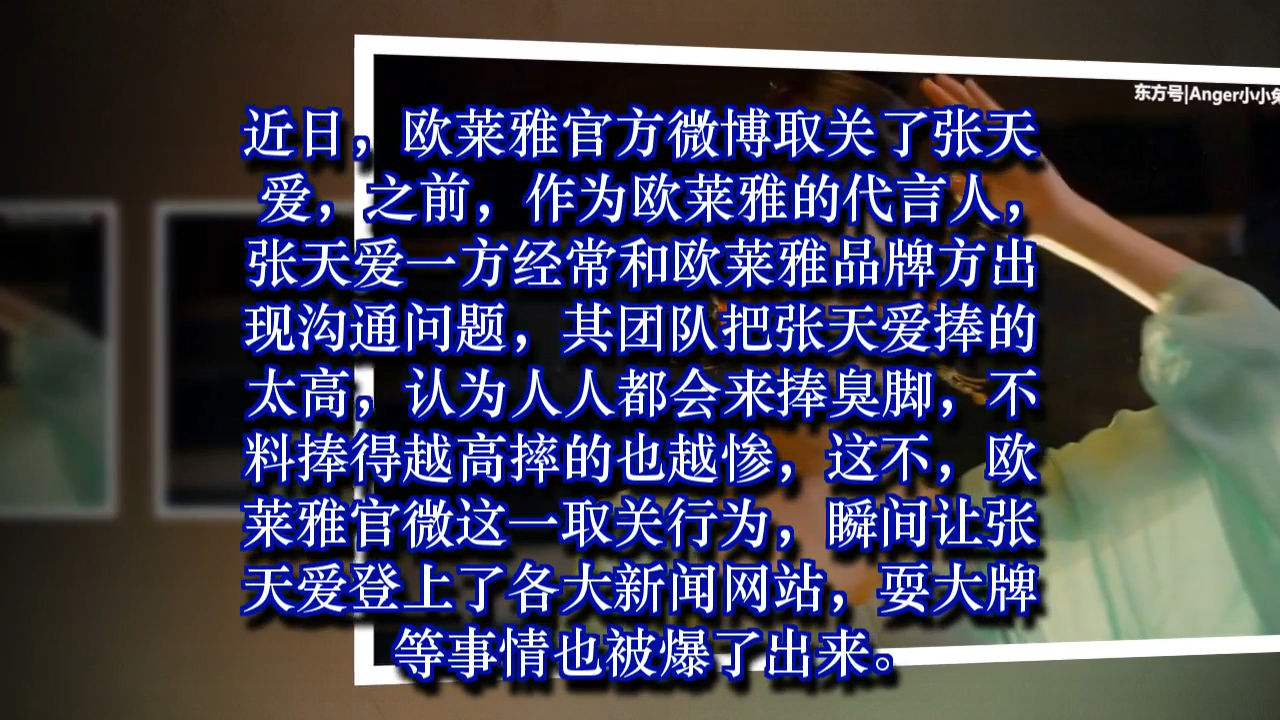 东方号|Anger小小
近日，欧莱雅官方微博取关了张天
爱，之前，作为欧莱雅的代言人，
张天爱一方经常和欧莱雅品牌方出
现沟通问题，其团队把张天爱捧的
太高，认为人人都会来捧臭脚，不
料捧得越高摔的也越惨，这不，欧
莱雅官微这一取关行为，瞬间让张
天爱登上了各大新闻网站，耍大牌
等事情也被爆了出来。